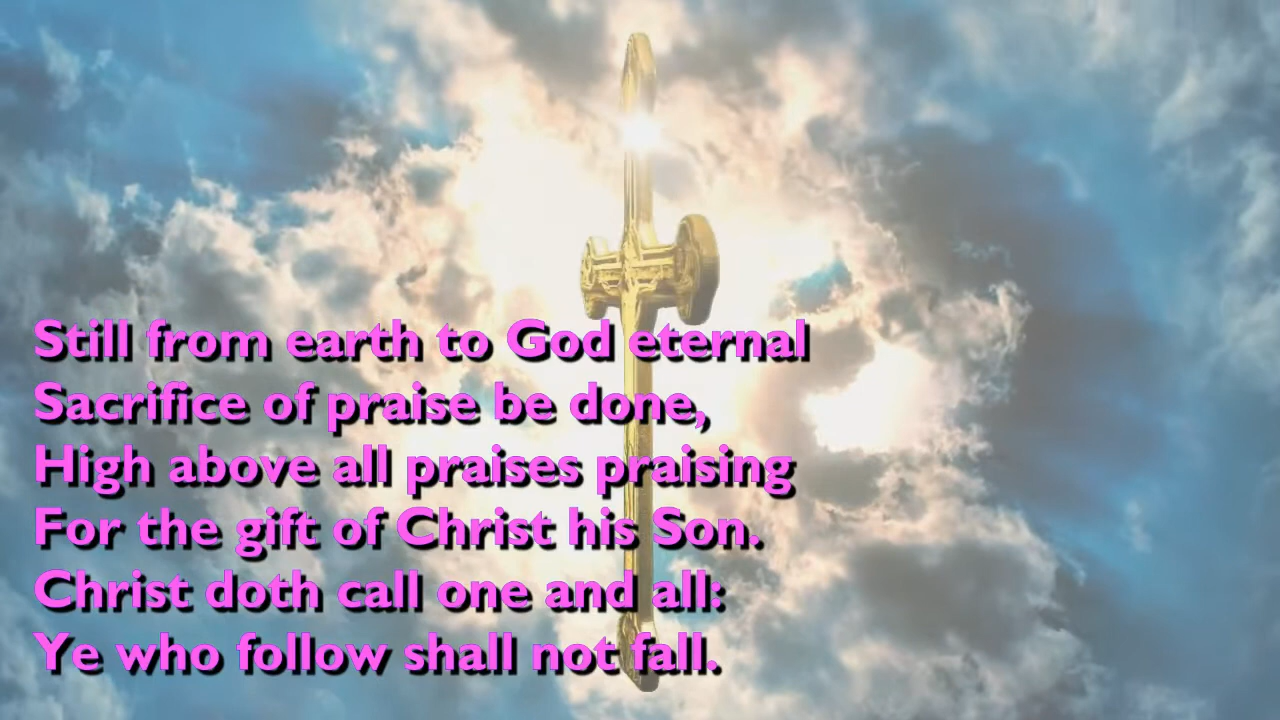 Still from earth to God eternal
Sacrifice of praise be done,
High above all praises praising
For the gift of Christ his Son.
Christ doth call one and all:
Ye who follow shall not fall.